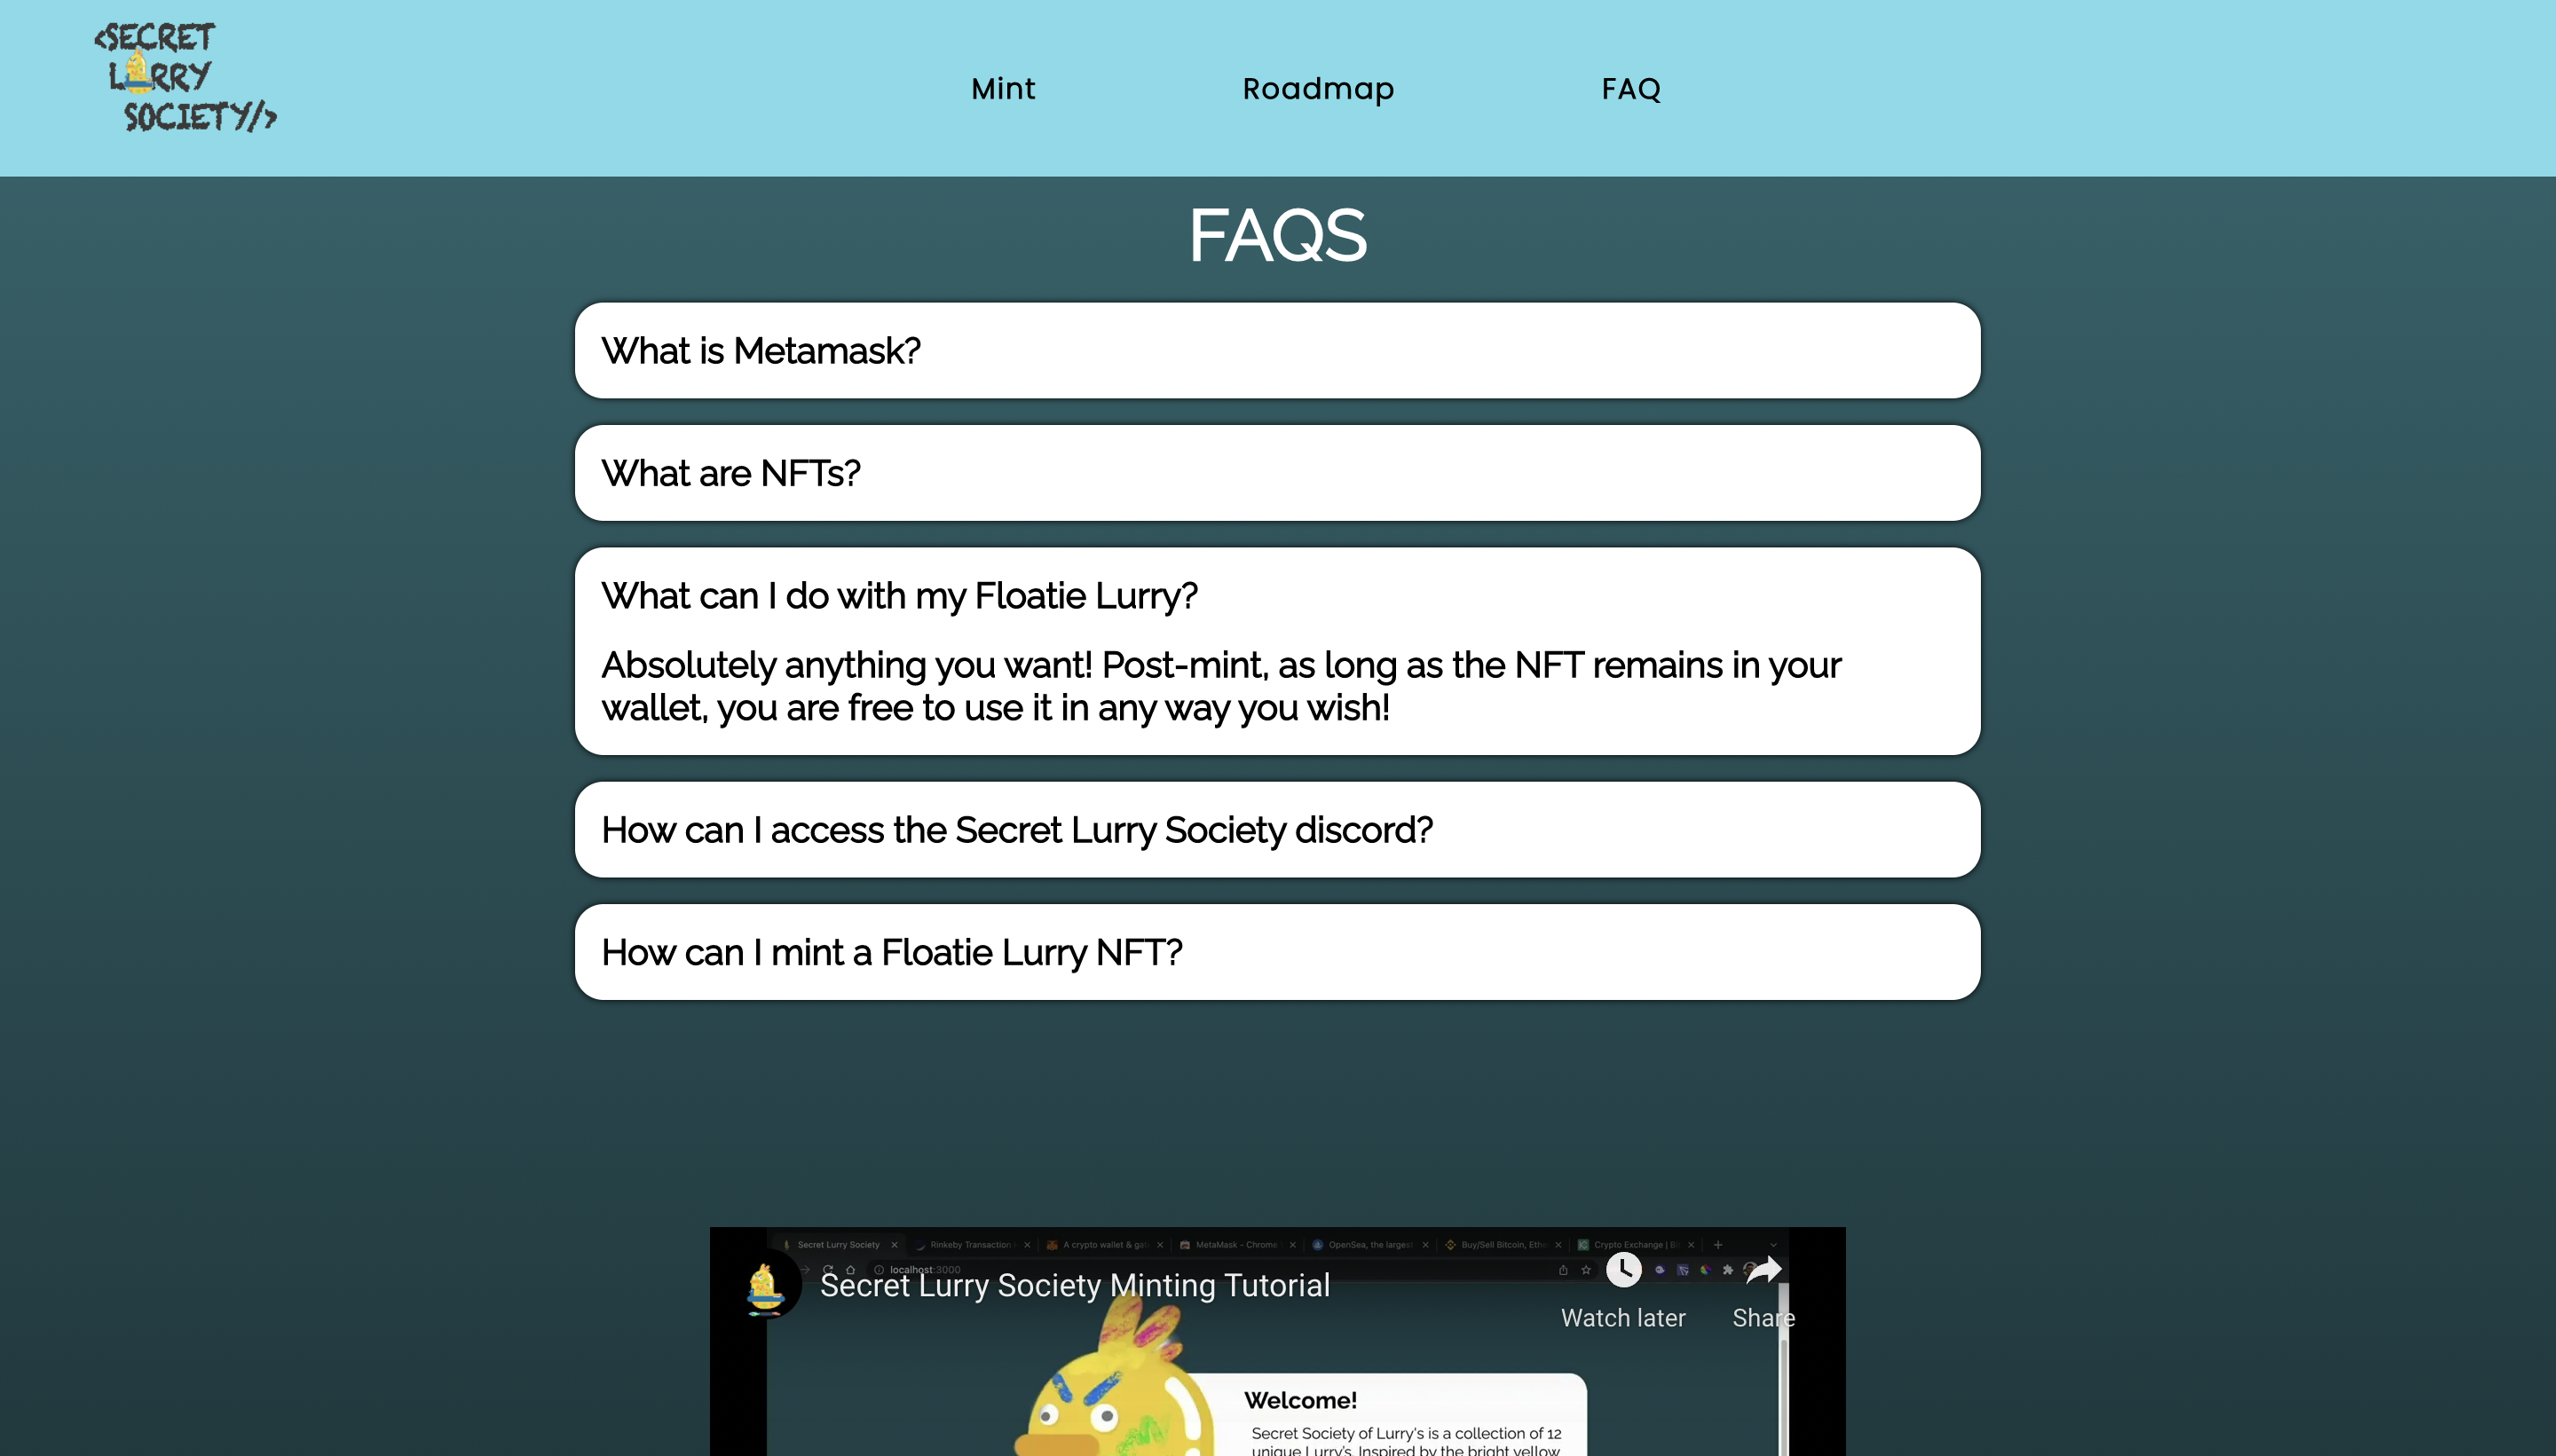 <SECRET
LURRY
SOCIETY/>
Mint
Roadmap
FAQ
FAQS
What is Metamask?
What are NFTs?
What can I do with my Floatie Lurry?
Absolutely anything you want! Post-mint, as long as the NFT remains in your
wallet, you are free to use it in any way you wish!
How can I access the Secret Lurry Society discord?
How can I mint a Floatie Lurry NFT?
Secret Lurry Society
Rinkeby Transaction
A crypto wallet & gat
MetaMask - Chrome
OpenSea, the largest
Buy/Sell Bitcoin, Ethe
Crypto Exchange | Bi
localhost:3000
Secret Lurry Society Minting Tutorial
Watch later
Share
Welcome!
Secret Society of Lurry's is a collection of 12
unique Lurry's. Inspired by the bright yellow